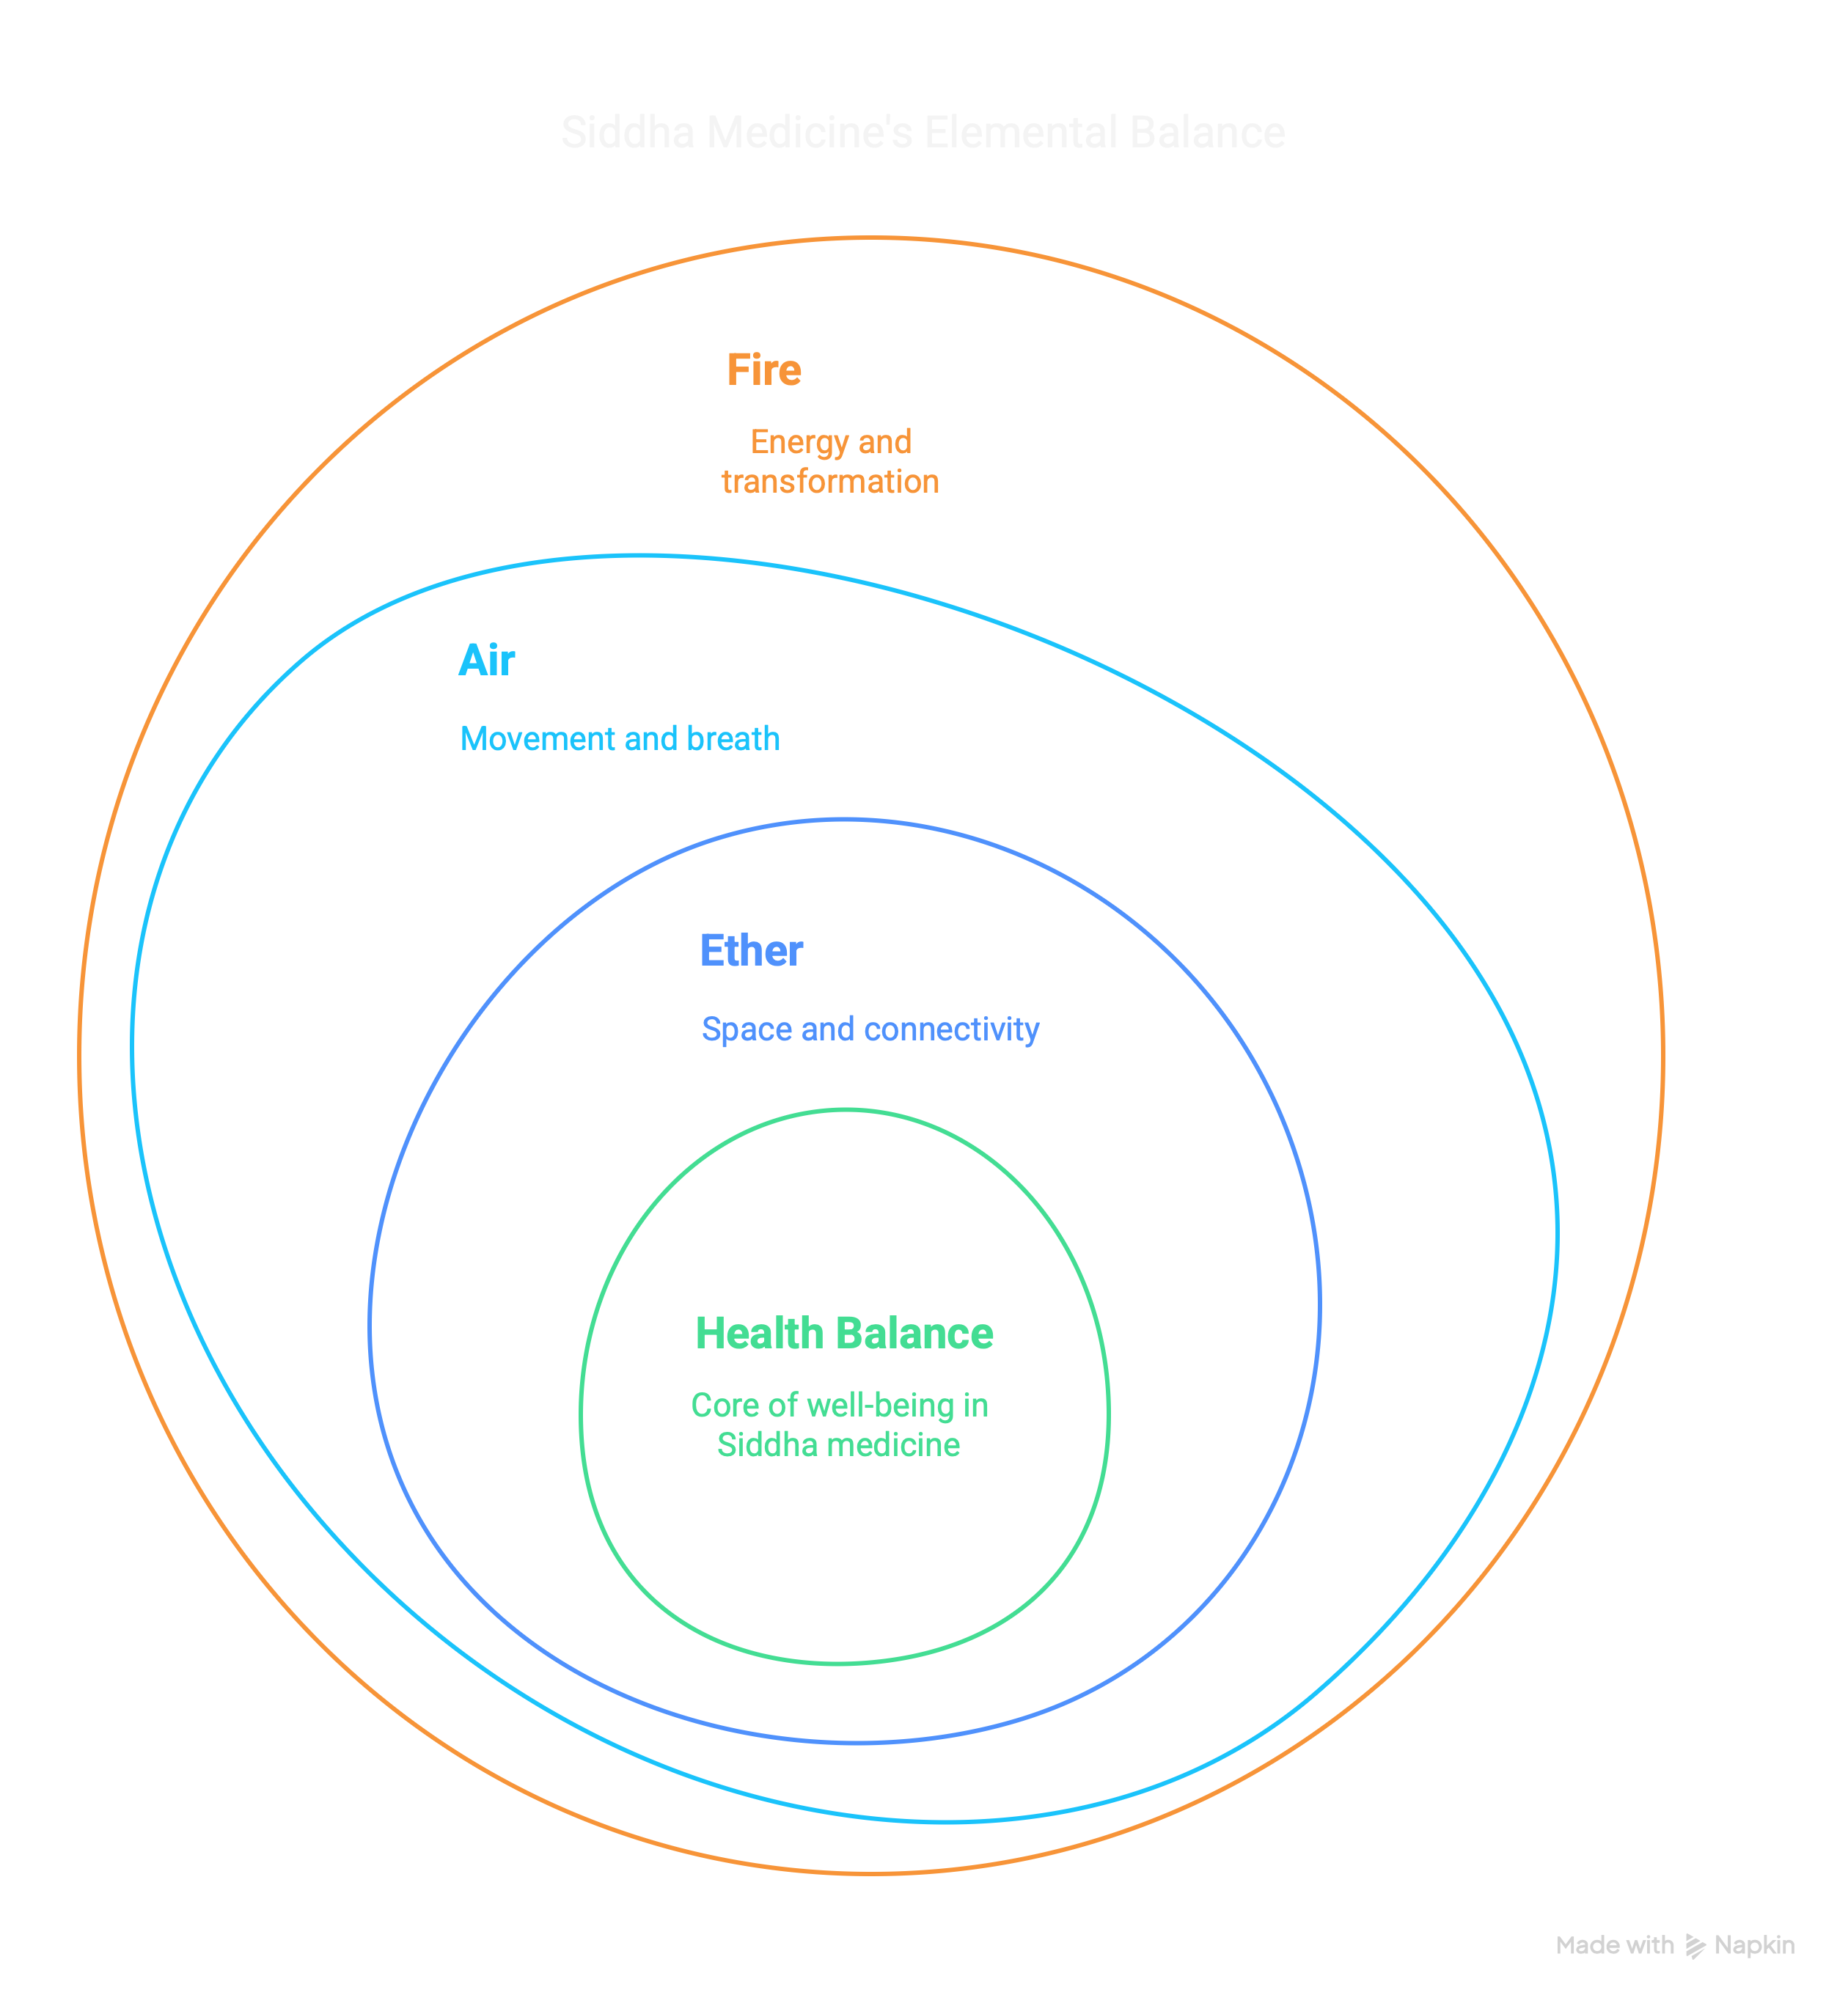 Siddha Medicine's Elemental Balance
Fire
Energy and
transformation
Air
Movement and breath
Ether
Space and connectivity
Health Balance
Core of well-being in
Siddha medicine
Made with Napkin